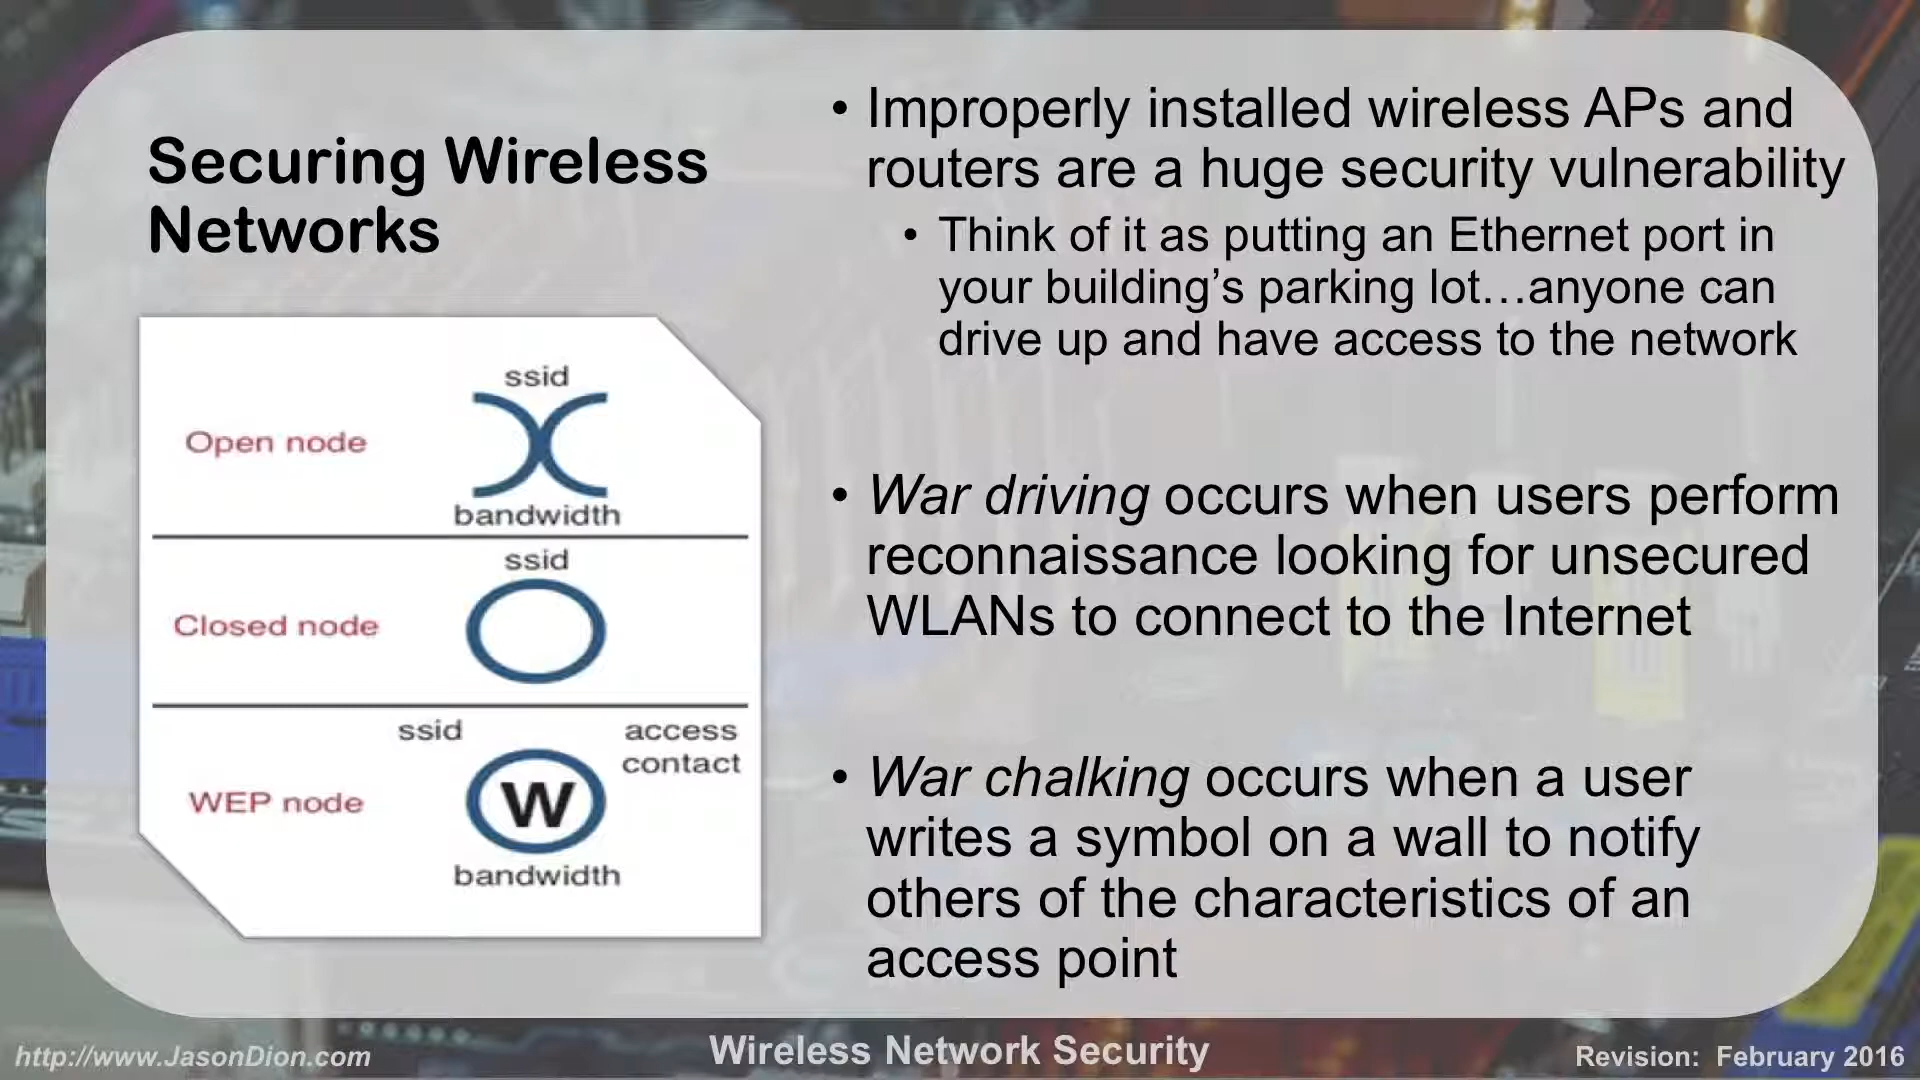 Securing Wireless
Networks
ssid
Open node
bandwidth
ssid
Closed node
ssid
access
contact
WEP node
W
bandwidth
• Improperly installed wireless APs and
routers are a huge security vulnerability
• Think of it as putting an Ethernet port in
your building’s parking lot…anyone can
drive up and have access to the network
• War driving occurs when users perform
reconnaissance looking for unsecured
WLANs to connect to the Internet
• War chalking occurs when a user
writes a symbol on a wall to notify
others of the characteristics of an
access point
http://www.JasonDion.com
Wireless Network Security
Revision: February 2016